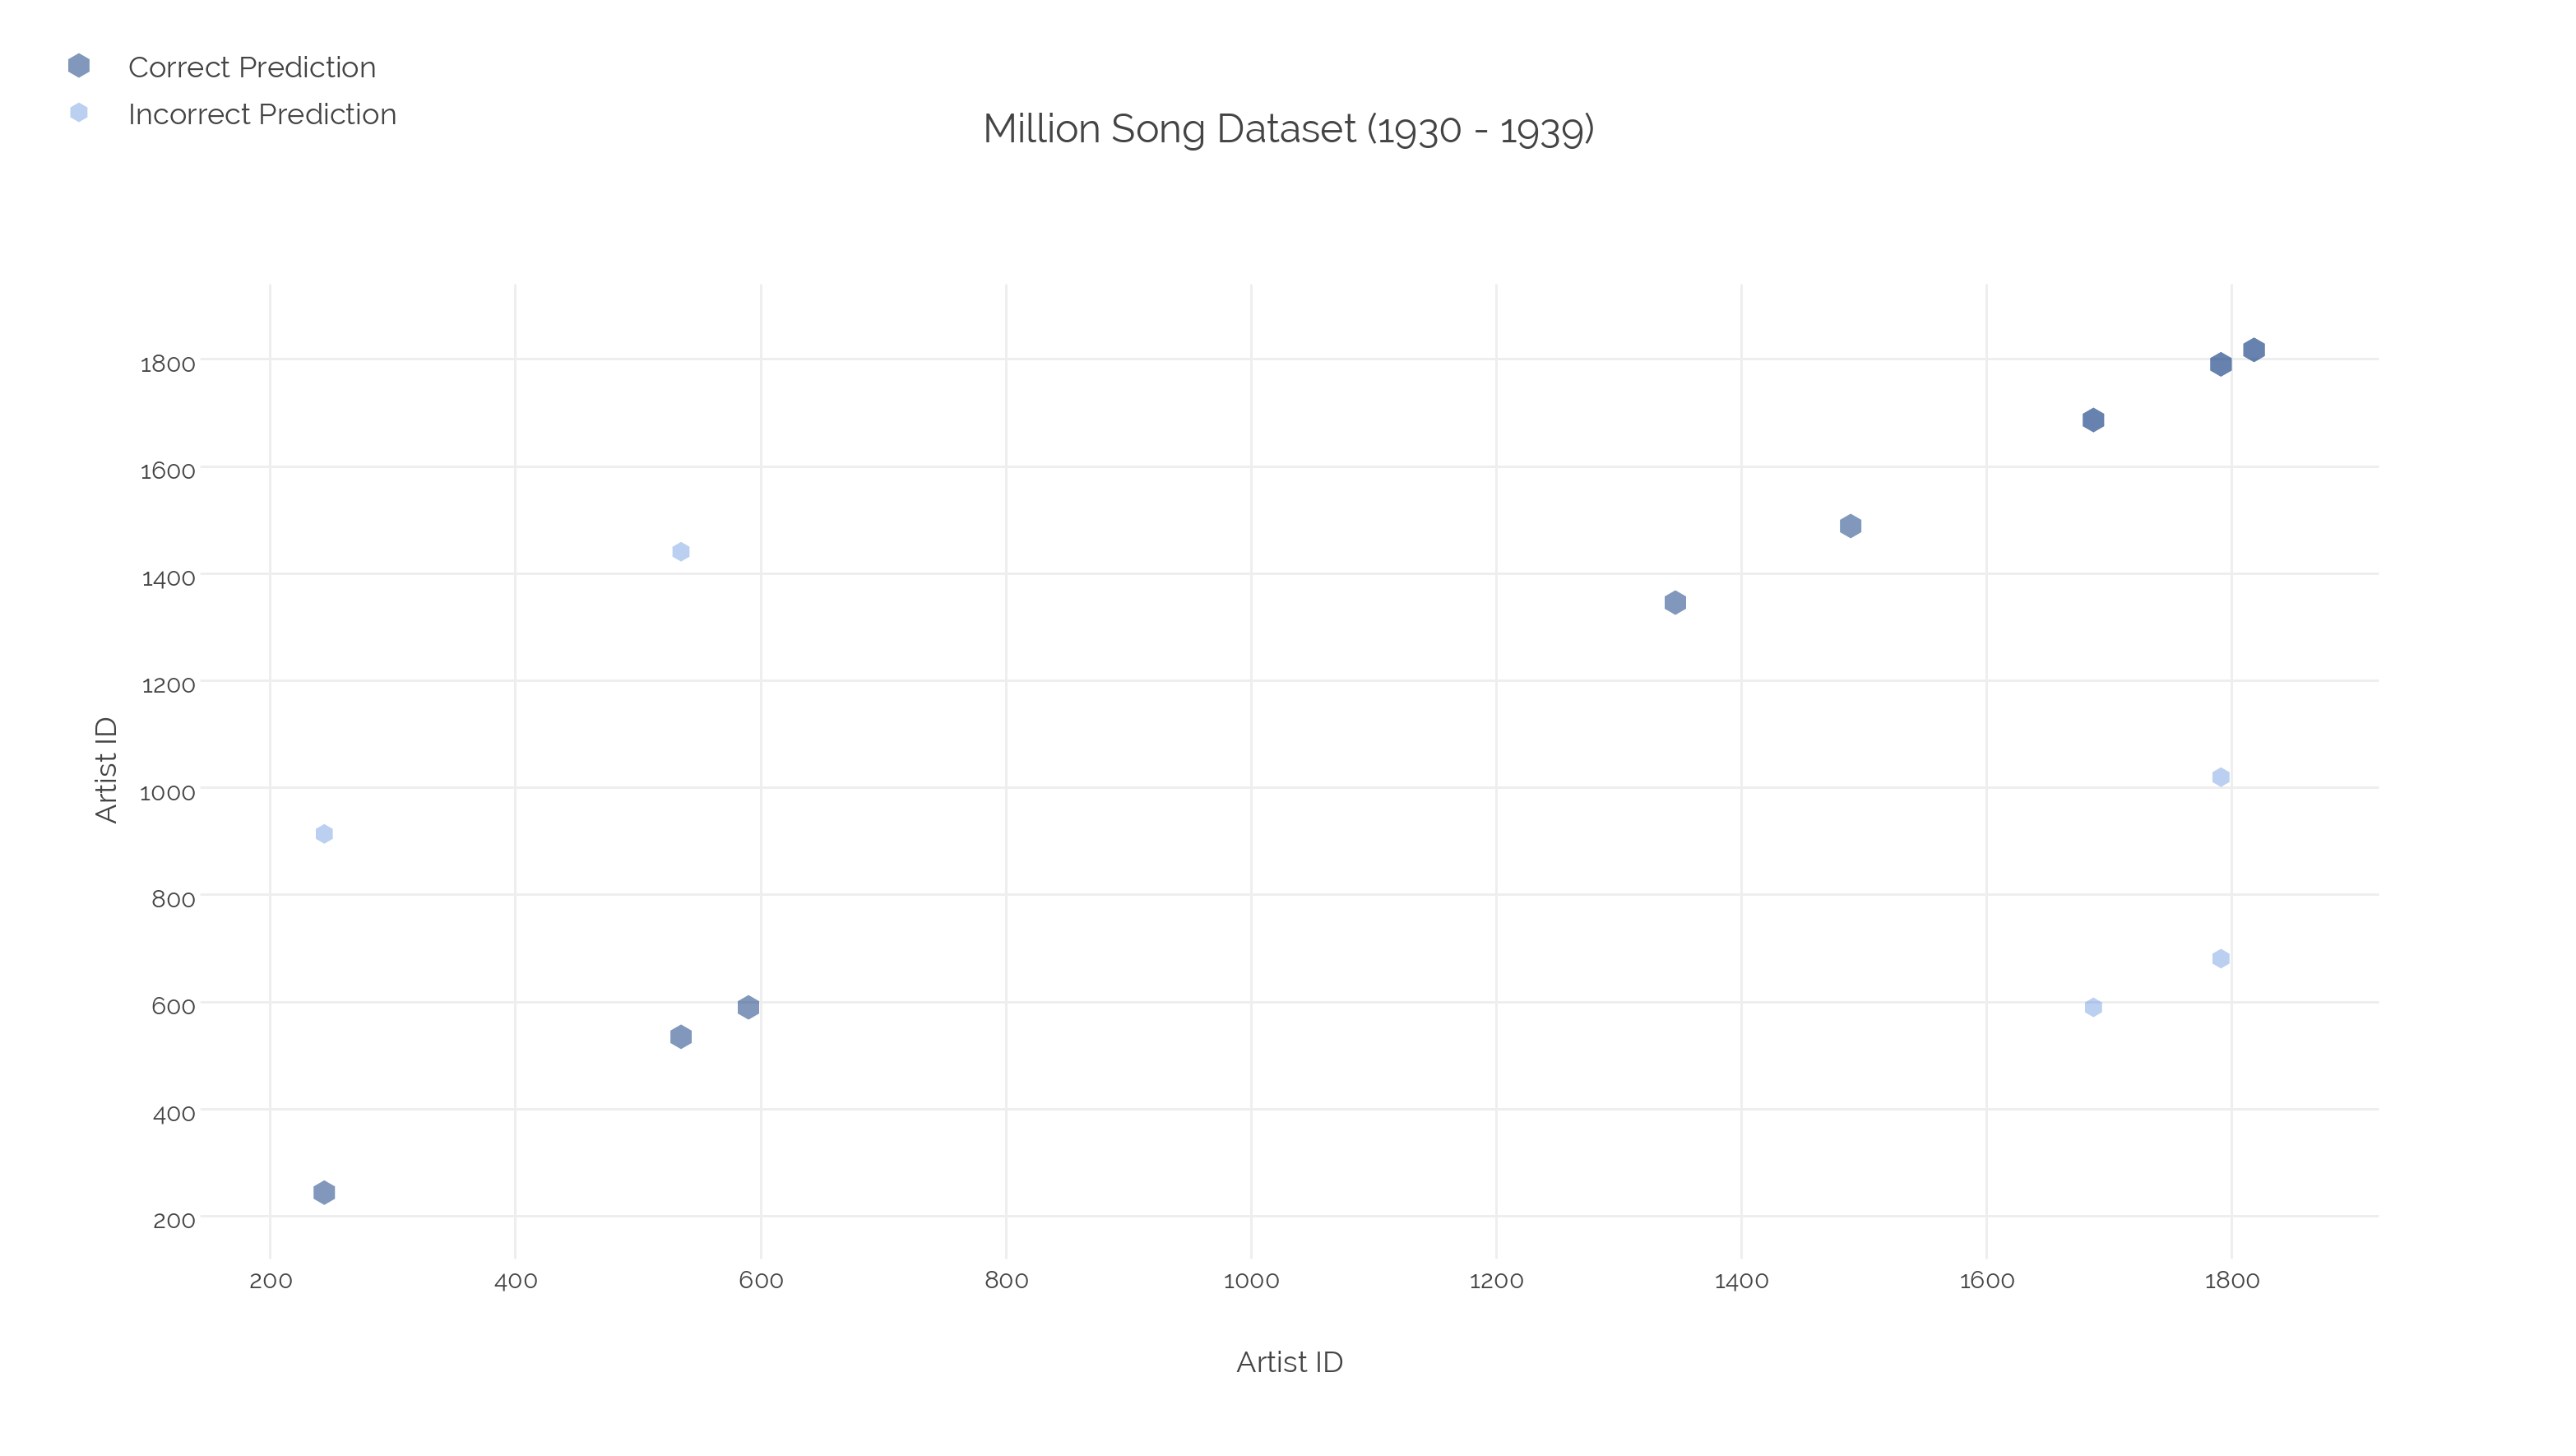 Correct Prediction
Incorrect Prediction
Million Song Dataset (1930 - 1939)
1800
1600
1400
1200
1000
800
600
400
200
Artist ID
200 400 600 800 1000 1200 1400 1600 1800
Artist ID